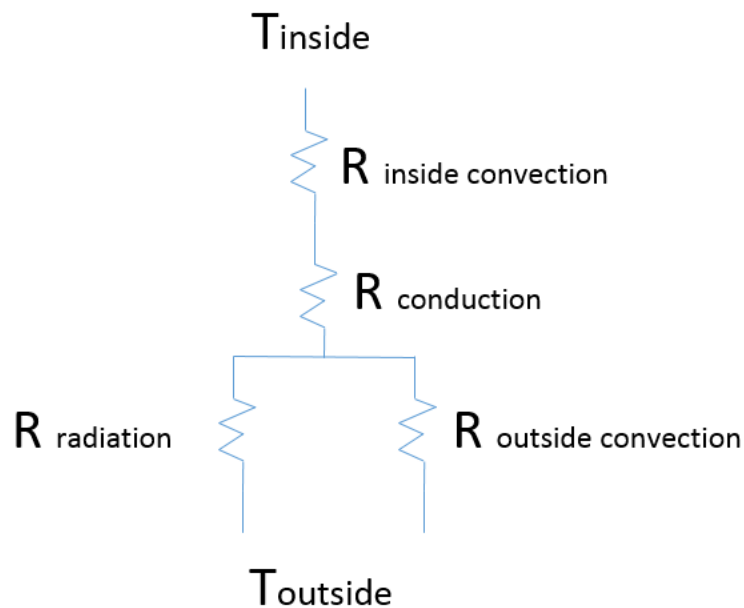 Tinside
R inside convection
R conduction
R radiation
R outside convection
Toutside